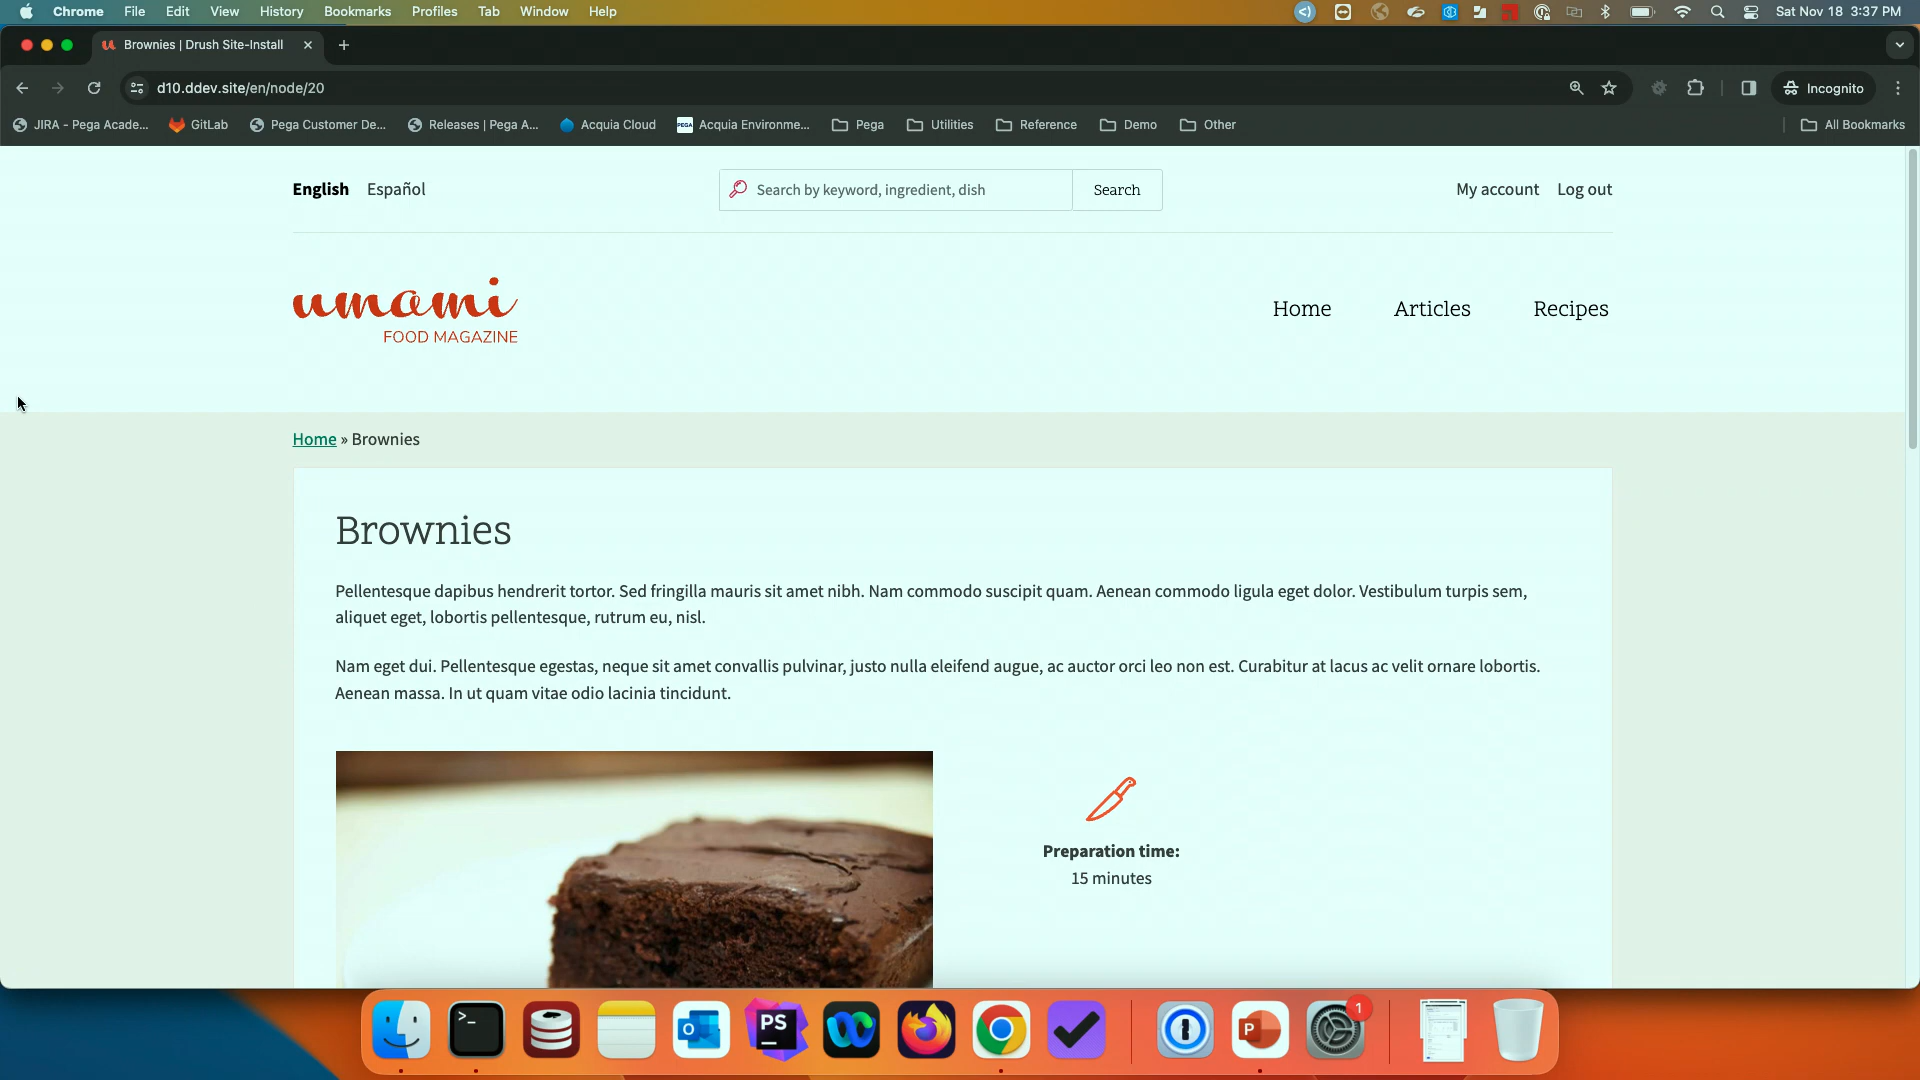 Chrome File Edit View History Bookmarks Profiles Tab Window Help
Sat Nov 18 3:37 PM
Brownies | Drush Site-Install
d10.ddev.site/en/node/20
Incognito
JIRA - Pega Acade... GitLab Pega Customer De... Releases | Pega A... Acquia Cloud PEGA Acquia Environme... Pega Utilities Reference Demo Other
All Bookmarks
English Español
Search by keyword, ingredient, dish Search
My account Log out
umami
FOOD MAGAZINE
Home Articles Recipes
Home » Brownies
Brownies
Pellentesque dapibus hendrerit tortor. Sed fringilla mauris sit amet nibh. Nam commodo suscipit quam. Aenean commodo ligula eget dolor. Vestibulum turpis sem,
aliquet eget, lobortis pellentesque, rutrum eu, nisl.
Nam eget dui. Pellentesque egestas, neque sit amet convallis pulvinar, justo nulla eleifend augue, ac auctor orci leo non est. Curabitur at lacus ac velit ornare lobortis.
Aenean massa. In ut quam vitae odio lacinia tincidunt.
Preparation time:
15 minutes
>_
PS
P
1